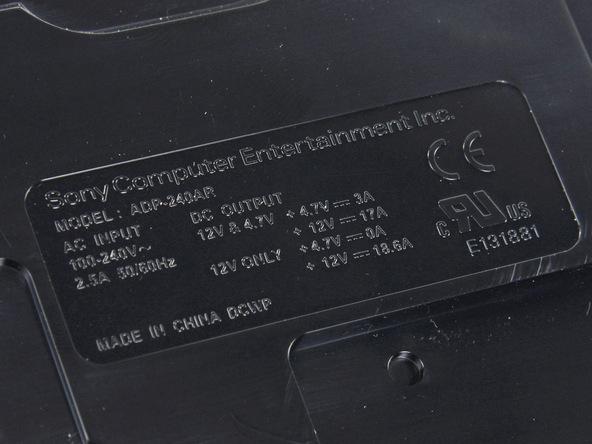 Sony Computer Entertainment Inc.
MODEL: ADP-240AR
AC INPUT
100-240V~
2.5A 50/60Hz
DC OUTPUT
12V & 4.7V + 4.7V ⎓ 3A
+ 12V ⎓ 17A
12V ONLY + 4.7V ⎓ 0A
+ 12V ⎓ 18.6A
MADE IN CHINA DCWP
CE
c RU US
E131881